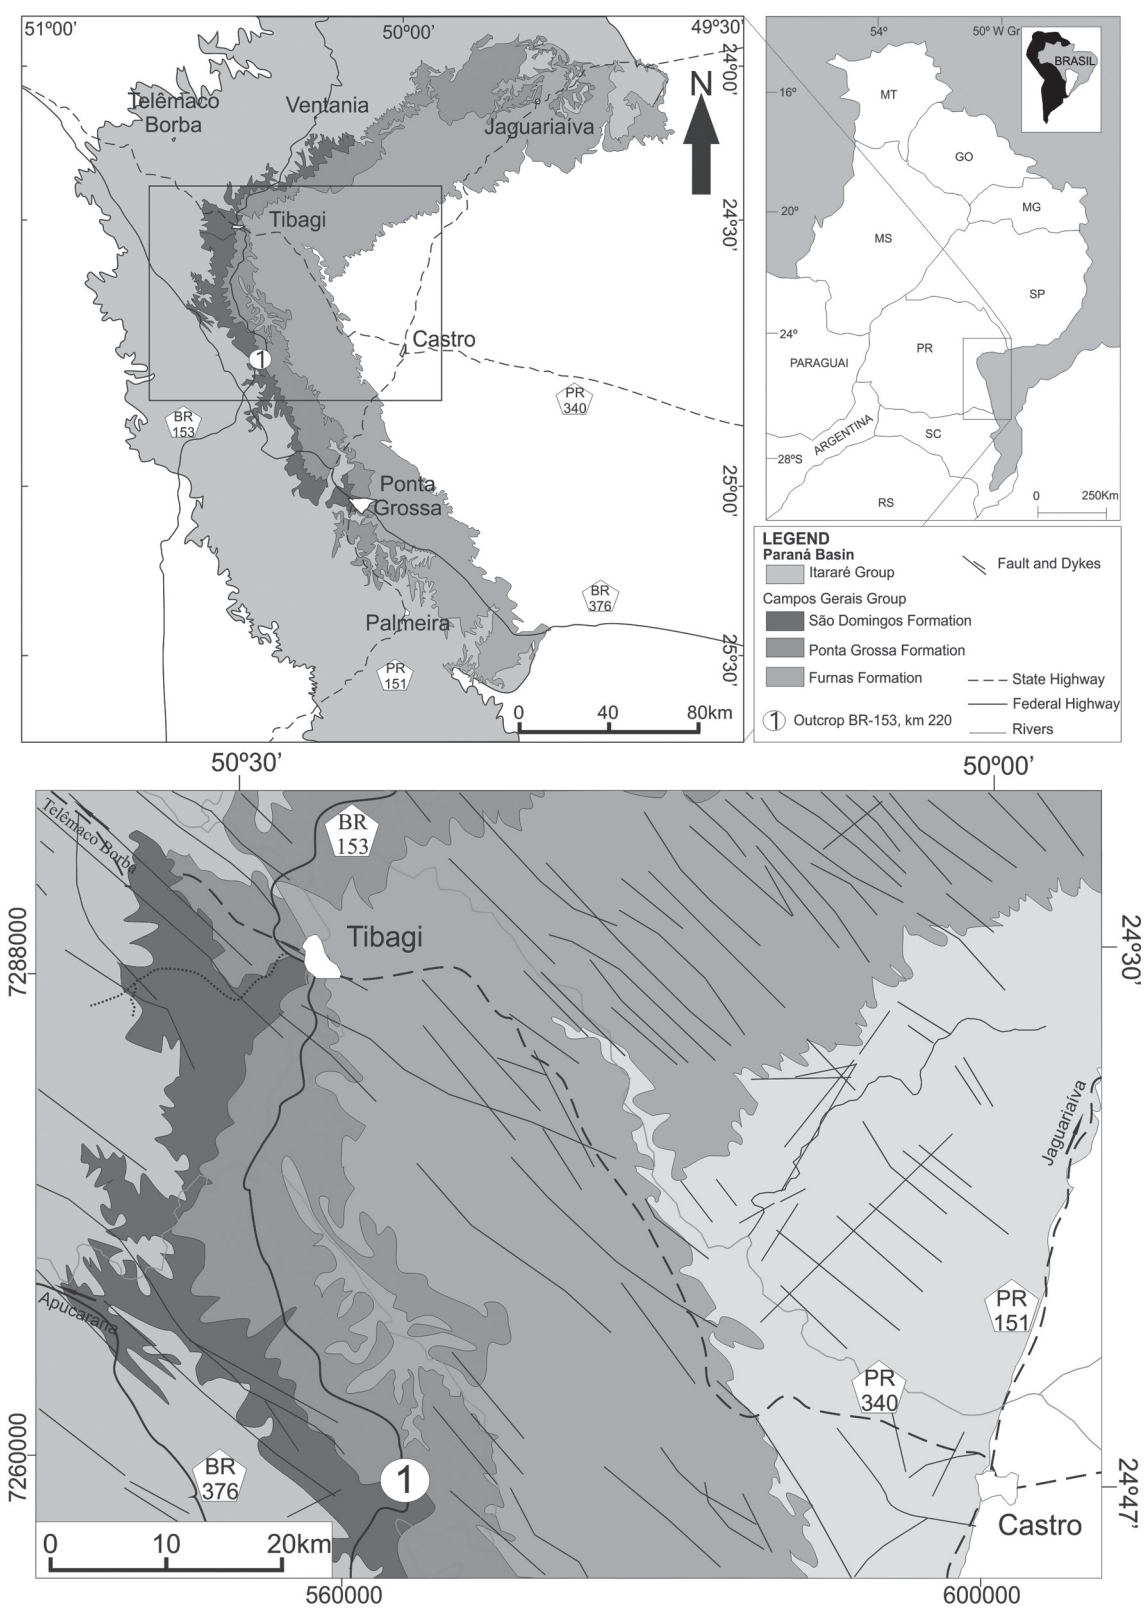 51º00'
50º00'
49º30'
24º00'
Telêmaco
Borba
Ventania
Jaguariaíva
N
Tibagi
24º30'
Castro
1
PR
340
BR
153
Ponta
Grossa
25º00'
BR
376
Palmeira
PR
151
25º30'
0 40 80km
54º
50º W Gr
BRASIL
16º
MT
GO
20º
MG
MS
SP
24º
PR
PARAGUAI
ARGENTINA
SC
28ºS
RS
0 250Km
LEGEND
Paraná Basin
Itararé Group
Fault and Dykes
Campos Gerais Group
São Domingos Formation
Ponta Grossa Formation
Furnas Formation
State Highway
Federal Highway
1 Outcrop BR-153, km 220
Rivers
50º30'
50º00'
Telêmaco Borba
BR
153
Tibagi
7288000
24º30'
Jaguariaíva
Apucarana
PR
151
PR
340
7260000
BR
376
1
24º47'
Castro
0 10 20km
560000
600000